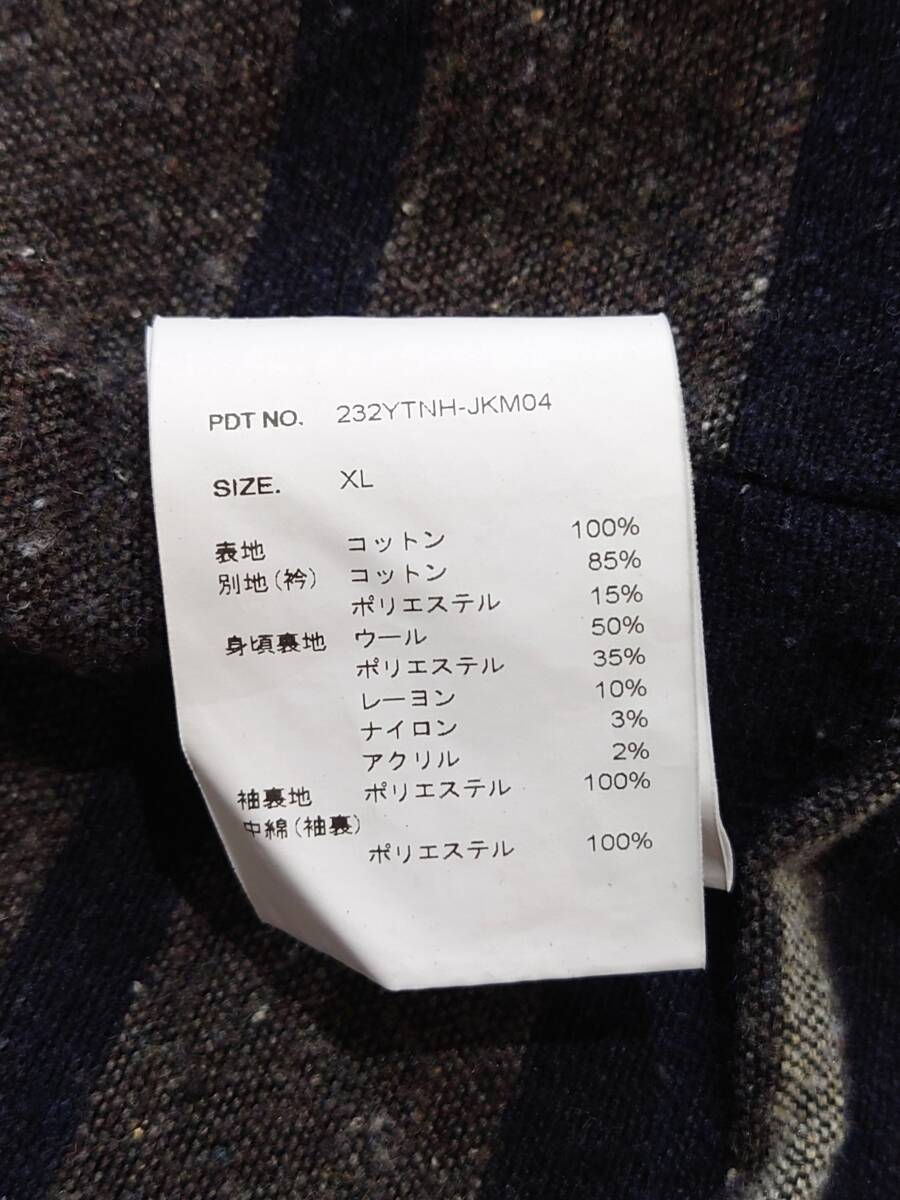 PDT NO. 232YTNH-JKM04
SIZE. XL
表地 コットン 100%
別地(衿) コットン 85%
ポリエステル 15%
身頃裏地 ウール 50%
ポリエステル 35%
レーヨン 10%
ナイロン 3%
アクリル 2%
袖裏地 ポリエステル 100%
中綿(袖裏)
ポリエステル 100%